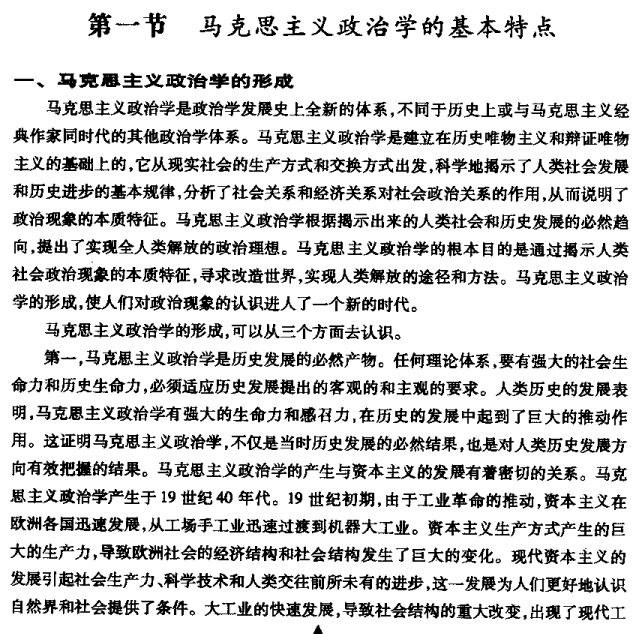 第一节 马克思主义政治学的基本特点
一、马克思主义政治学的形成
马克思主义政治学是政治学发展史上全新的体系,不同于历史上或与马克思主义经
典作家同时代的其他政治学体系。马克思主义政治学是建立在历史唯物主义和辩证唯物
主义的基础上的,它从现实社会的生产方式和交换方式出发,科学地揭示了人类社会发展
和历史进步的基本规律,分析了社会关系和经济关系对社会政治关系的作用,从而说明了
政治现象的本质特征。马克思主义政治学根据揭示出来的人类社会和历史发展的必然趋
向,提出了实现全人类解放的政治理想。马克思主义政治学的根本目的是通过揭示人类
社会政治现象的本质特征,寻求改造世界,实现人类解放的途径和方法。马克思主义政治
学的形成,使人们对政治现象的认识进人了一个新的时代。
马克思主义政治学的形成,可以从三个方面去认识。
第一,马克思主义政治学是历史发展的必然产物。任何理论体系,要有强大的社会生
命力和历史生命力,必须适应历史发展提出的客观的和主观的要求。人类历史的发展表
明,马克思主义政治学有强大的生命力和感召力,在历史的发展中起到了巨大的推动作
用。这证明马克思主义政治学,不仅是当时历史发展的必然结果,也是对人类历史发展方
向有效把握的结果。马克思主义政治学的产生与资本主义的发展有着密切的关系。马克
思主义政治学产生于19世纪40年代。19世纪初期,由于工业革命的推动,资本主义在
欧洲各国迅速发展,从工场手工业迅速过渡到机器大工业。资本主义生产方式产生的巨
大的生产力,导致欧洲社会的经济结构和社会结构发生了巨大的变化。现代资本主义的
发展引起社会生产力、科学技术和人类交往前所未有的进步,这一发展为人们更好地认识
自然界和社会提供了条件。大工业的快速发展,导致社会结构的重大改变,出现了现代工